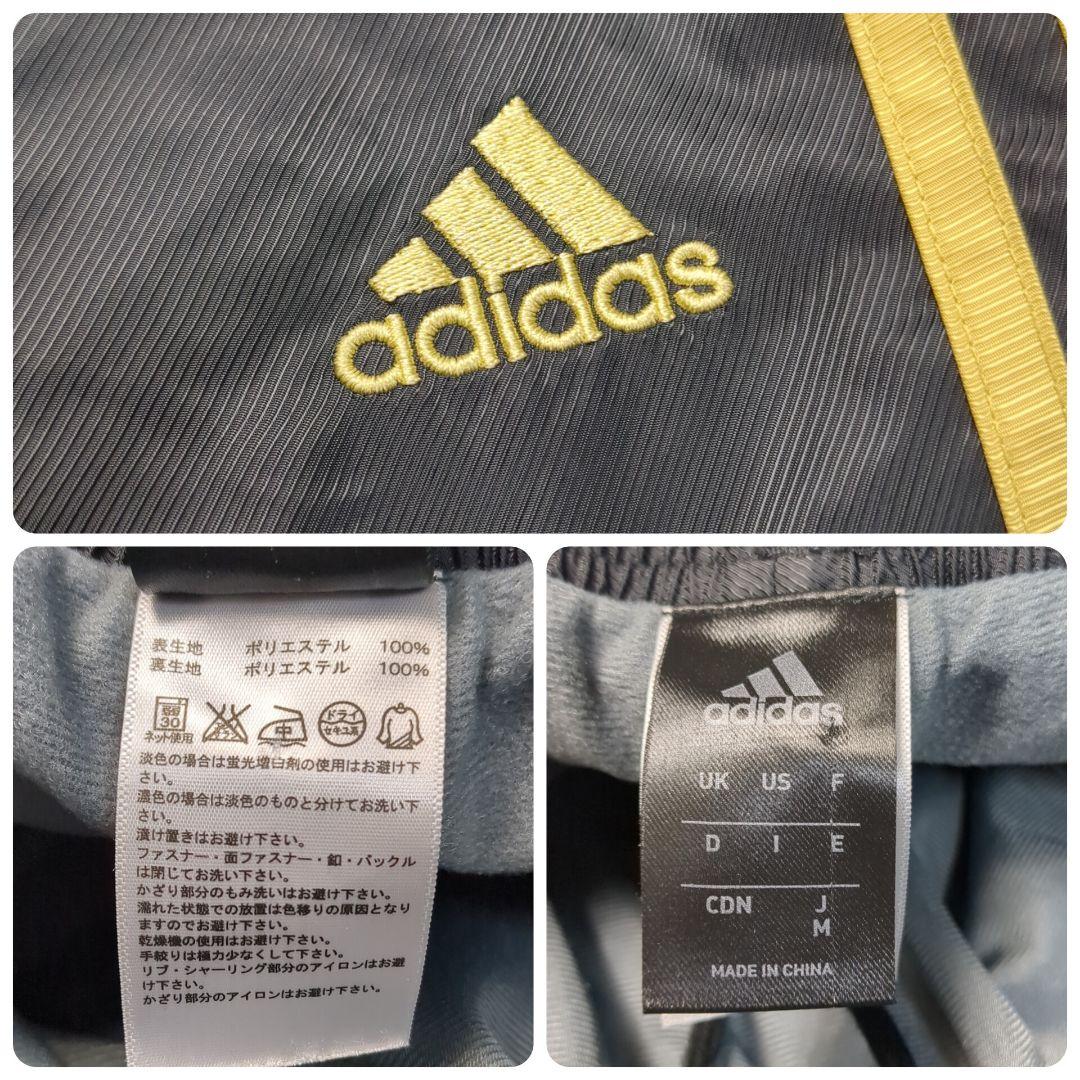 adidas
表生地 ポリエステル 100%
裏生地 ポリエステル 100%
弱
30
中
ドライ
セキユ系
ネット使用
淡色の場合は蛍光増白剤の使用はお避け下
さい。
濃色の場合は淡色のものと分けてお洗い下
さい。
漬け置きはお避け下さい。
ファスナー・面ファスナー・釦・バックル
は閉じてお洗い下さい。
かざり部分のもみ洗いはお避け下さい。
濡れた状態での放置は色移りの原因となり
ますのでお避け下さい。
乾燥機の使用はお避け下さい。
手絞りは極力少なくして下さい。
リブ・シャーリング部分のアイロンはお避
け下さい。
かざり部分のアイロンはお避け下さい。
adidas
UK US F
D I E
CDN J
M
MADE IN CHINA